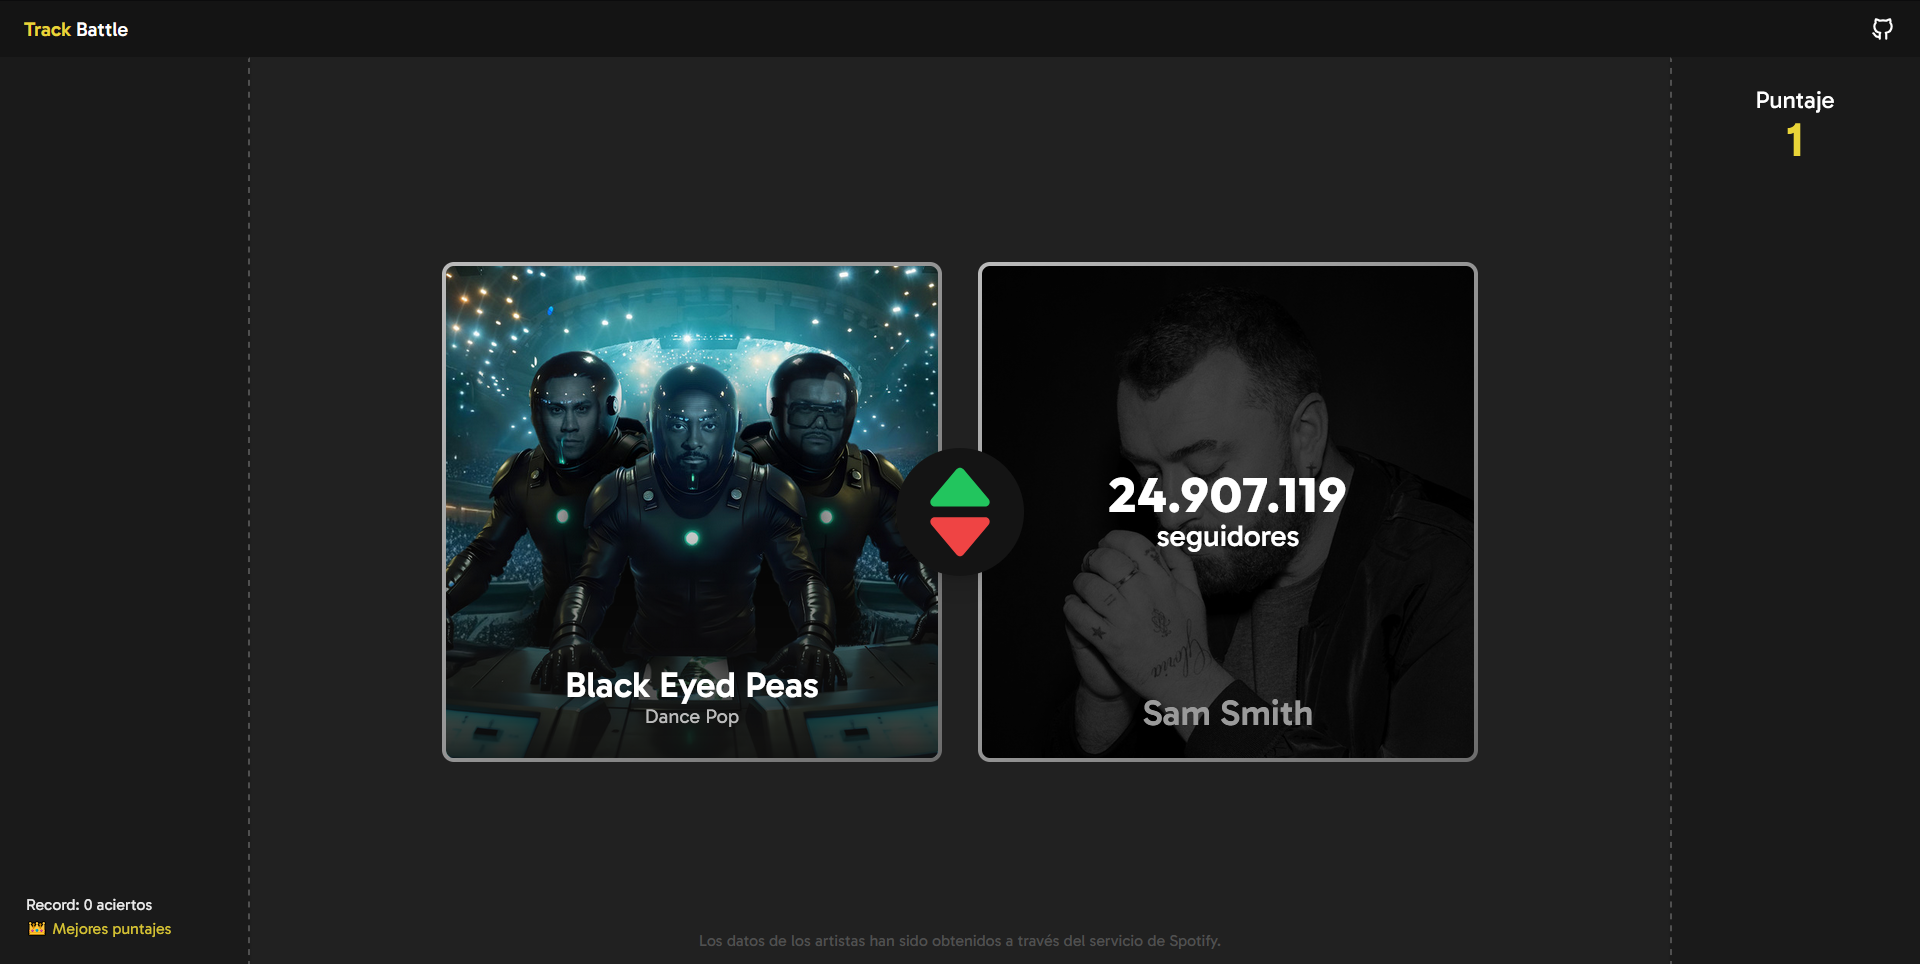 Track Battle
Puntaje
1
Black Eyed Peas
Dance Pop
24.907.119
seguidores
Sam Smith
Record: 0 aciertos
👑 Mejores puntajes
Los datos de los artistas han sido obtenidos a través del servicio de Spotify.